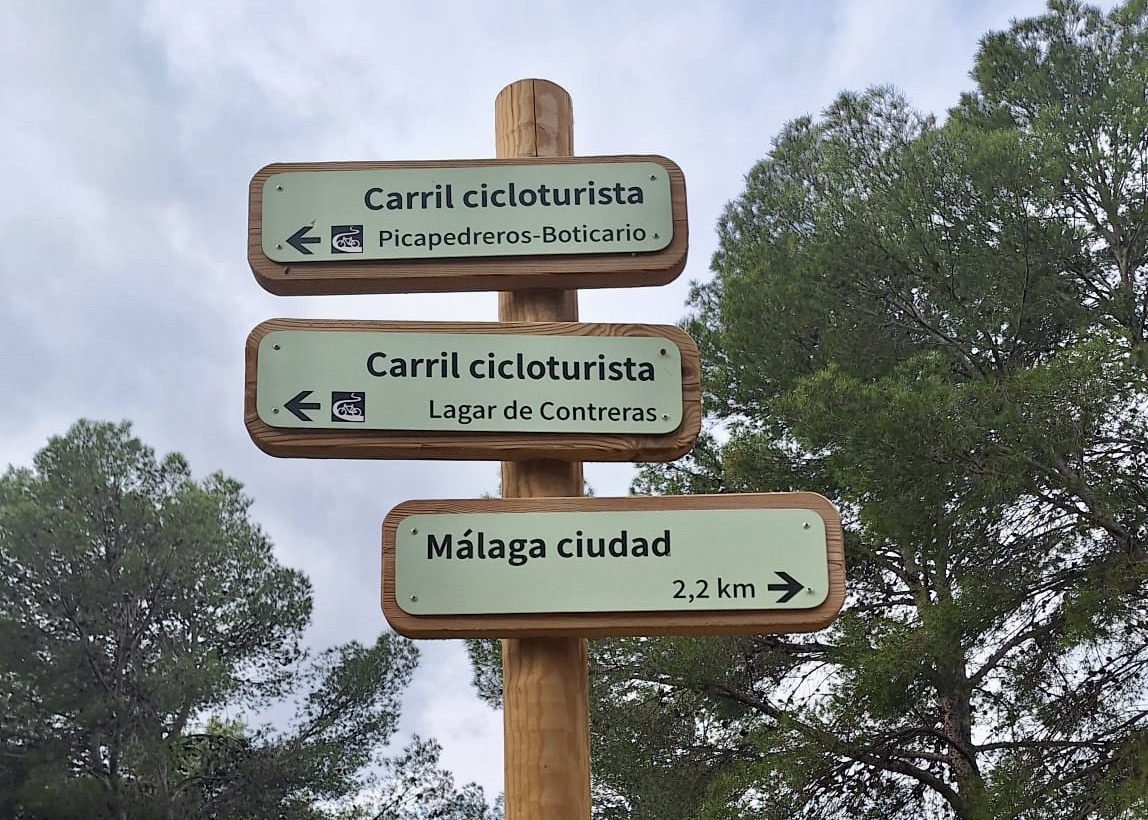 Carril cicloturista
Picapedreros-Boticario
Carril cicloturista
Lagar de Contreras
Málaga ciudad
2,2 km